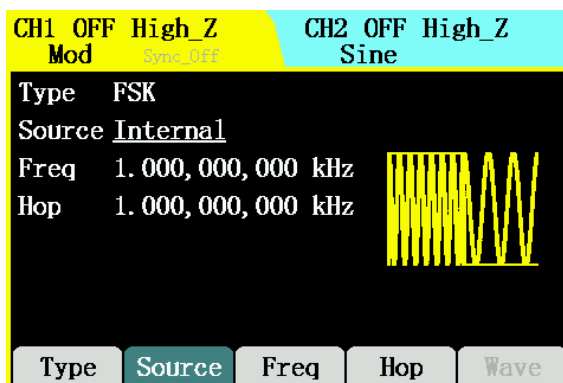 CH1 OFF High_Z CH2 OFF High_Z
Mod Sync_Off Sine
Type FSK
Source Internal
Freq 1.000,000,000 kHz
Hop 1.000,000,000 kHz
Type Source Freq Hop Wave